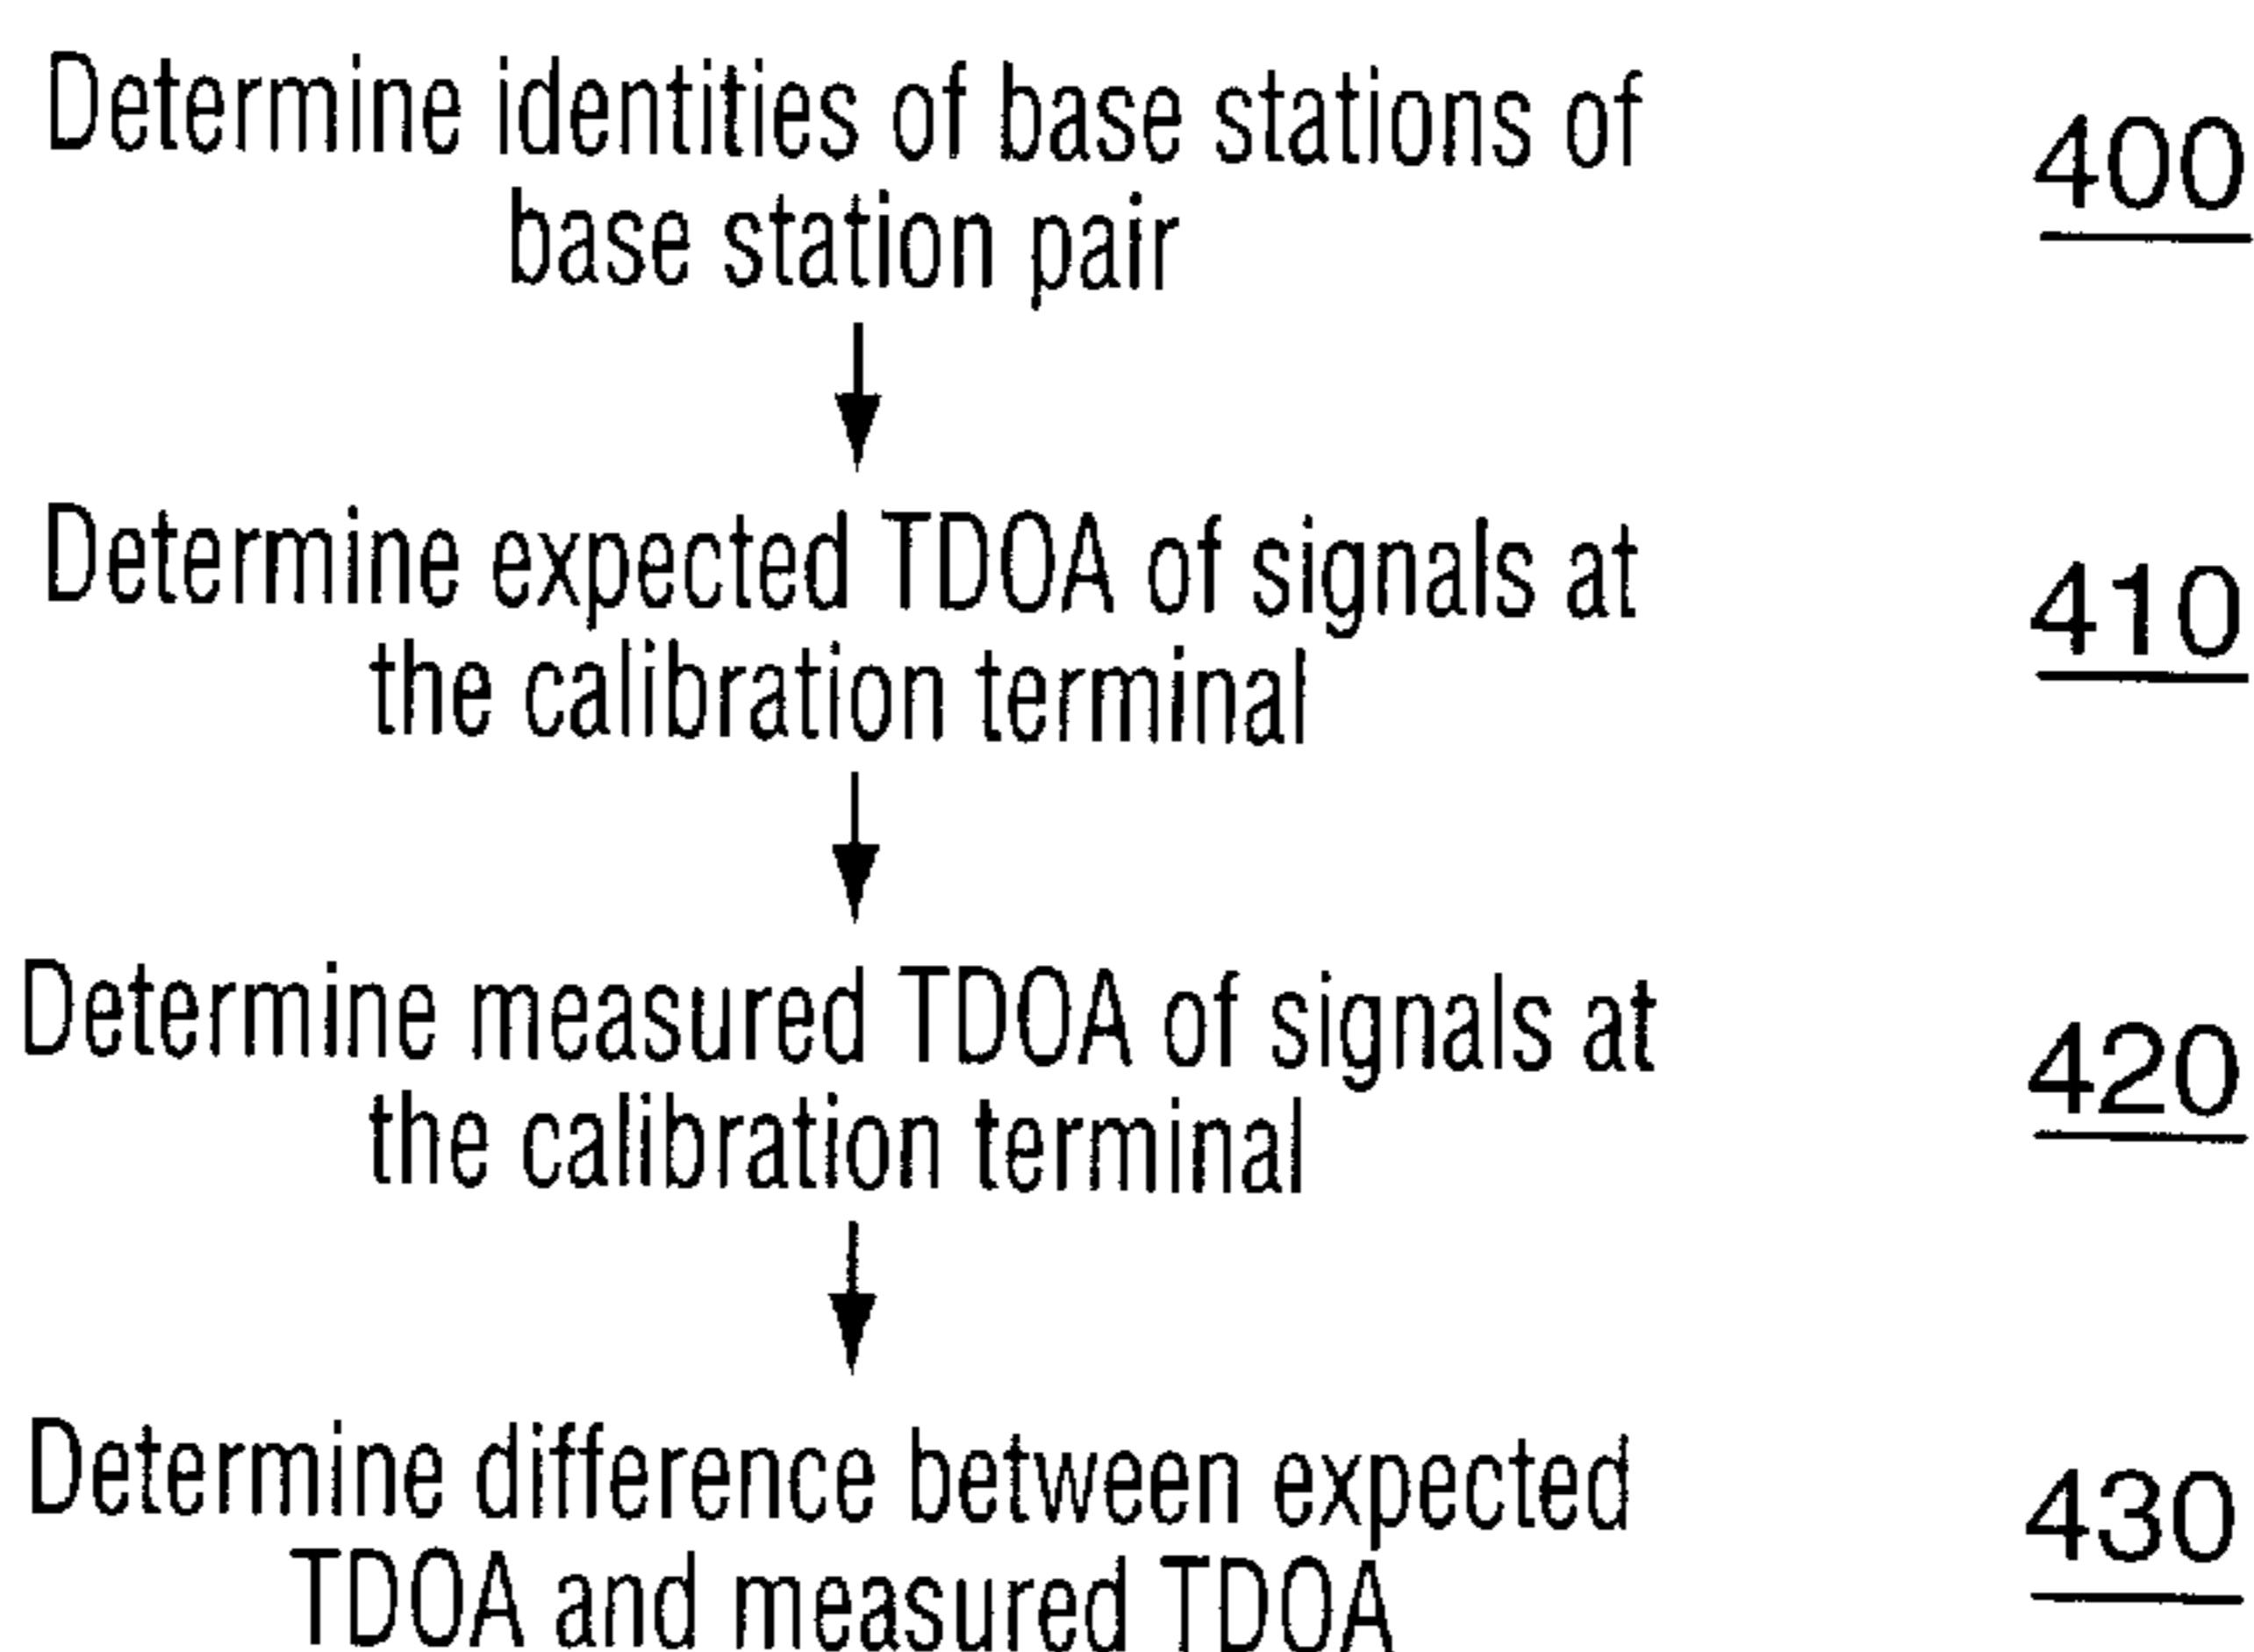 Determine identities of base stations of
base station pair
400
Determine expected TDOA of signals at
the calibration terminal
410
Determine measured TDOA of signals at
the calibration terminal
420
Determine difference between expected
TDOA and measured TDOA
430